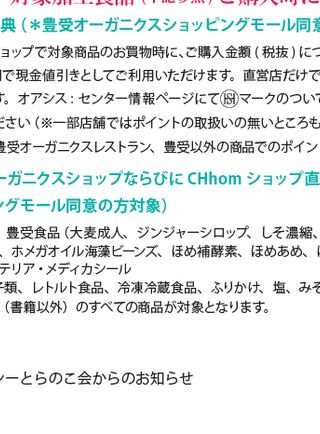 対象加工食品
典（＊豊受オーガニクスショッピングモール同意
ョップで対象商品のお買物時に、ご購入金額（税抜）につ
で現金値引きとしてご利用いただけます。直営店だけで
す。オアシス：センター情報ページにてマークのついて
ださい（※一部店舗ではポイントの取扱いの無いところも
豊受オーガニクスレストラン、豊受以外の商品でのポイン
ーガニクスショップならびに CHhom ショップ直
ングモール同意の方対象）
、豊受食品（大麦成人、ジンジャーシロップ、しそ濃縮、
、ホメガオイル海藻ビーンズ、ほめ補酵素、ほめあめ、
テリア・メディカシール
子類、レトルト食品、冷凍冷蔵食品、ふりかけ、塩、みそ
（書籍以外）のすべての商品が対象となります。
シーとらのこ会からのお知らせ